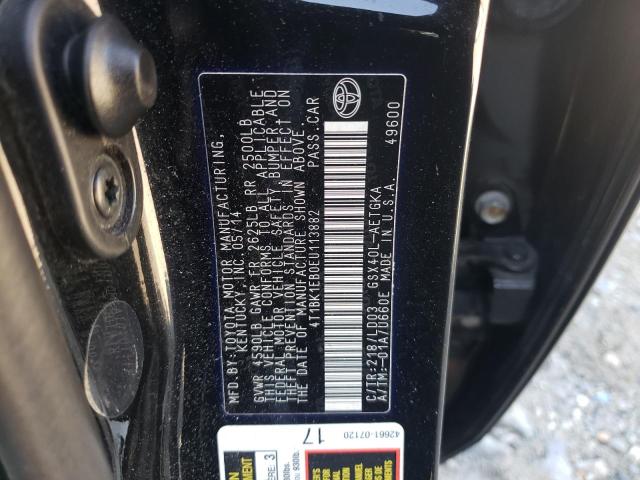 MFD. BY:TOYOTA MOTOR MANUFACTURING,
KENTUCKY,INC. 05/14
GVWR 4590LB GAWR FR 2625LB RR 2500LB
THIS VEHICLE CONFORMS TO ALL APPLICABLE
FEDERAL MOTOR VEHICLE SAFETY, BUMPER AND
THEFT PREVENTION STANDARDS IN EFFECT ON
THE DATE OF MANUFACTURE SHOWN ABOVE.
4T1BK1EB0EU113882 PASS.CAR
C/TR:218/LD03 GSX40L-AETGKA
A/TM:-01A/U660E MADE IN U.S.A.
49600
42661-07120
17
3